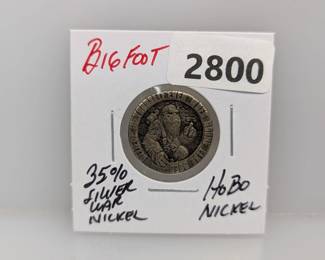 BIGFOOT
2800
35%
SILVER
WAR
NICKEL
HOBO
NICKEL